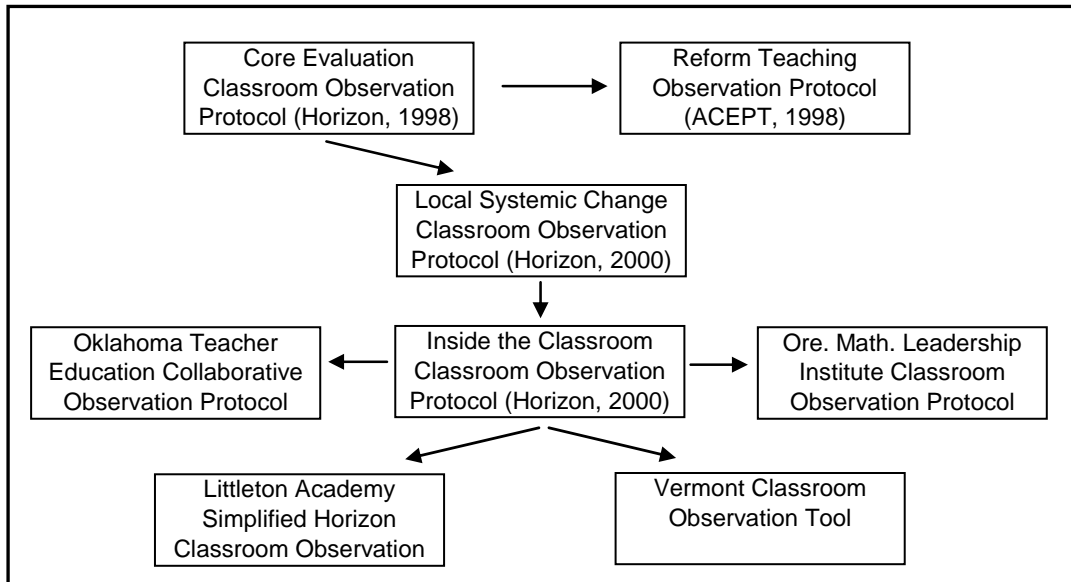 Core Evaluation
Classroom Observation
Protocol (Horizon, 1998)
Reform Teaching
Observation Protocol
(ACEPT, 1998)
Local Systemic Change
Classroom Observation
Protocol (Horizon, 2000)
Oklahoma Teacher
Education Collaborative
Observation Protocol
Inside the Classroom
Classroom Observation
Protocol (Horizon, 2000)
Ore. Math. Leadership
Institute Classroom
Observation Protocol
Littleton Academy
Simplified Horizon
Classroom Observation
Vermont Classroom
Observation Tool